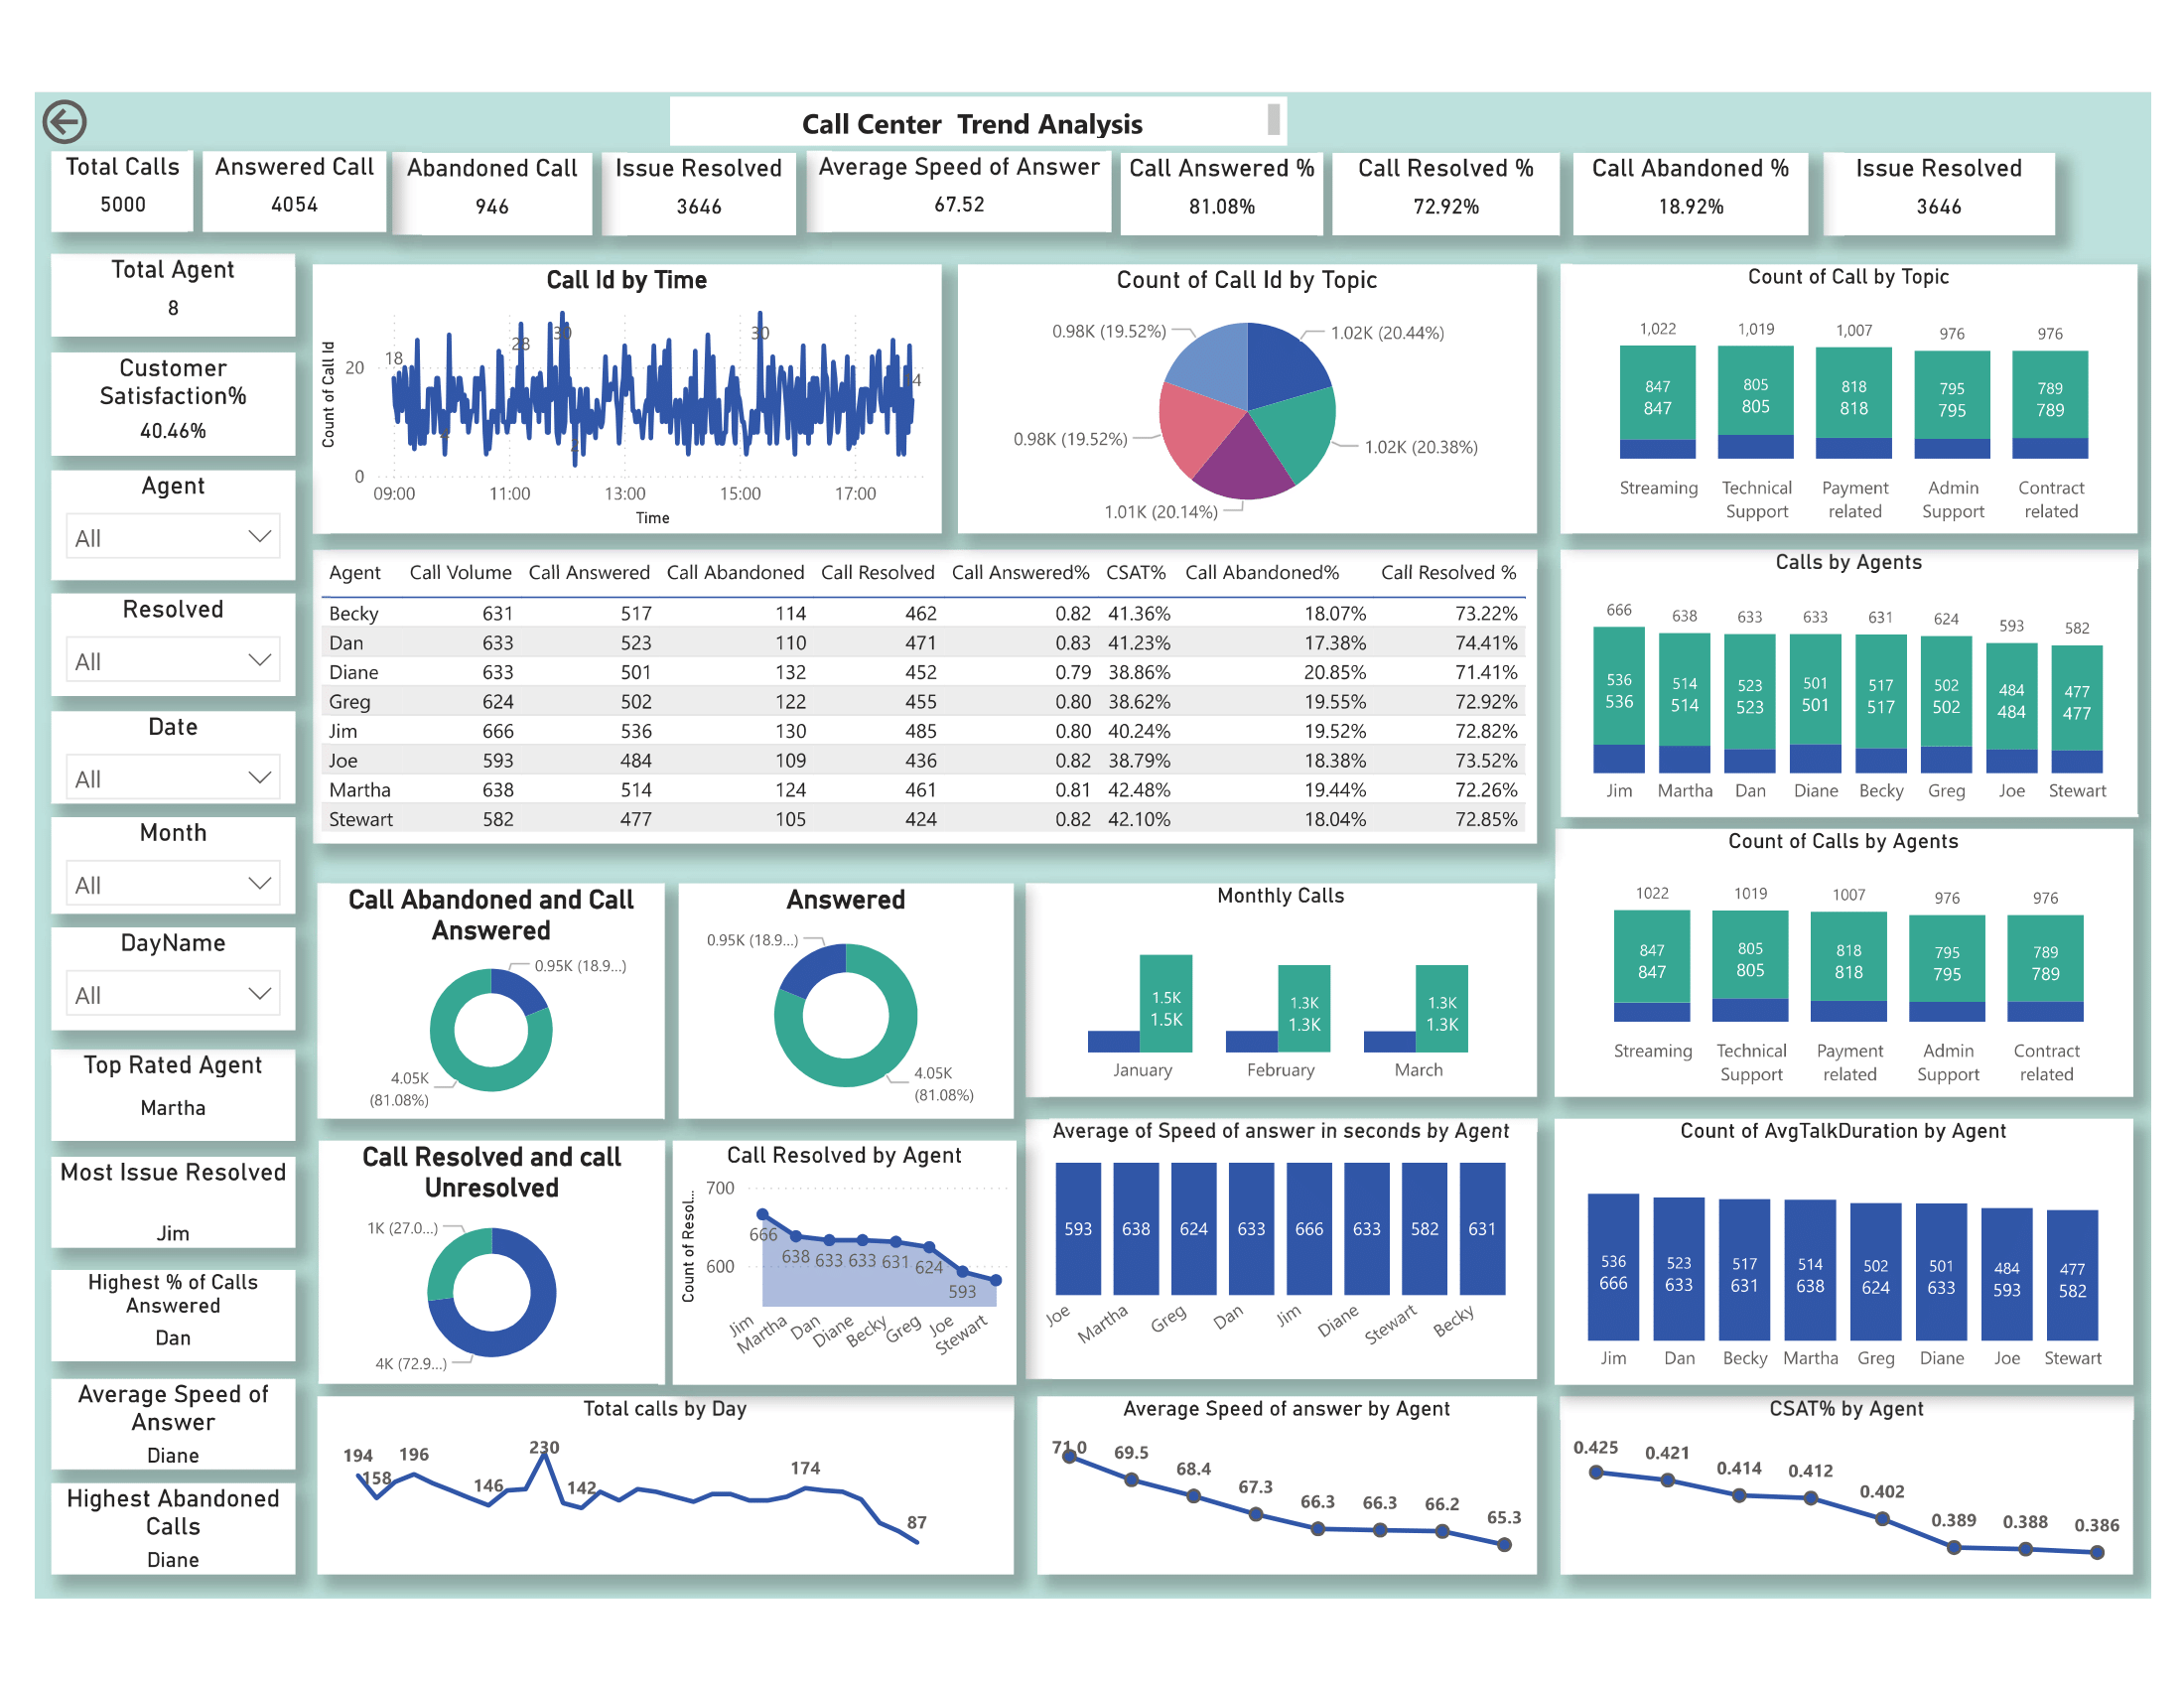 Call Center  Trend Analysis
Total Calls
5000
Answered Call
4054
Abandoned Call
946
Issue Resolved
3646
Average Speed of Answer
67.52
Call Answered %
81.08%
Call Resolved %
72.92%
Call Abandoned %
18.92%
Issue Resolved
3646
Total Agent
8
Customer
Satisfaction%
40.46%
Agent
All
Resolved
All
Date
All
Month
All
DayName
All
Top Rated Agent
Martha
Most Issue Resolved
Jim
Highest % of Calls
Answered
Dan
Average Speed of
Answer
Diane
Highest Abandoned
Calls
Diane
Call Id by Time
Count of Call Id
20
0
18
28
30
30
09:00 11:00 13:00 15:00 17:00
Time
Count of Call Id by Topic
0.98K (19.52%)
1.02K (20.44%)
0.98K (19.52%)
1.02K (20.38%)
1.01K (20.14%)
Count of Call by Topic
1,022 1,019 1,007 976 976
847 805 818 795 789
847 805 818 795 789
Streaming Technical Payment Admin Contract
Support related Support related
Agent Call Volume Call Answered Call Abandoned Call Resolved Call Answered% CSAT% Call Abandoned% Call Resolved %
Becky 631 517 114 462 0.82 41.36% 18.07% 73.22%
Dan 633 523 110 471 0.83 41.23% 17.38% 74.41%
Diane 633 501 132 452 0.79 38.86% 20.85% 71.41%
Greg 624 502 122 455 0.80 38.62% 19.55% 72.92%
Jim 666 536 130 485 0.80 40.24% 19.52% 72.82%
Joe 593 484 109 436 0.82 38.79% 18.38% 73.52%
Martha 638 514 124 461 0.81 42.48% 19.44% 72.26%
Stewart 582 477 105 424 0.82 42.10% 18.04% 72.85%
Calls by Agents
666 638 633 633 631 624 593 582
536 514 523 501 517 502 484 477
536 514 523 501 517 502 484 477
Jim Martha Dan Diane Becky Greg Joe Stewart
Count of Calls by Agents
1022 1019 1007 976 976
847 805 818 795 789
847 805 818 795 789
Streaming Technical Payment Admin Contract
Support related Support related
Call Abandoned and Call
Answered
0.95K (18.9...)
4.05K
(81.08%)
Answered
0.95K (18.9...)
4.05K
(81.08%)
Monthly Calls
1.5K 1.3K 1.3K
1.5K 1.3K 1.3K
January February March
Call Resolved and call
Unresolved
1K (27.0...)
4K (72.9...)
Call Resolved by Agent
Count of Resol...
700
600
666 638 633 633 631 624 593
Jim Martha Dan Diane Becky Greg Joe Stewart
Average of Speed of answer in seconds by Agent
593 638 624 633 666 633 582 631
Joe Martha Greg Dan Jim Diane Stewart Becky
Count of AvgTalkDuration by Agent
536 523 517 514 502 501 484 477
666 633 631 638 624 633 593 582
Jim Dan Becky Martha Greg Diane Joe Stewart
Total calls by Day
194 158 196 146 230 142 174 87
Average Speed of answer by Agent
71.0 69.5 68.4 67.3 66.3 66.3 66.2 65.3
CSAT% by Agent
0.425 0.421 0.414 0.412 0.402 0.389 0.388 0.386